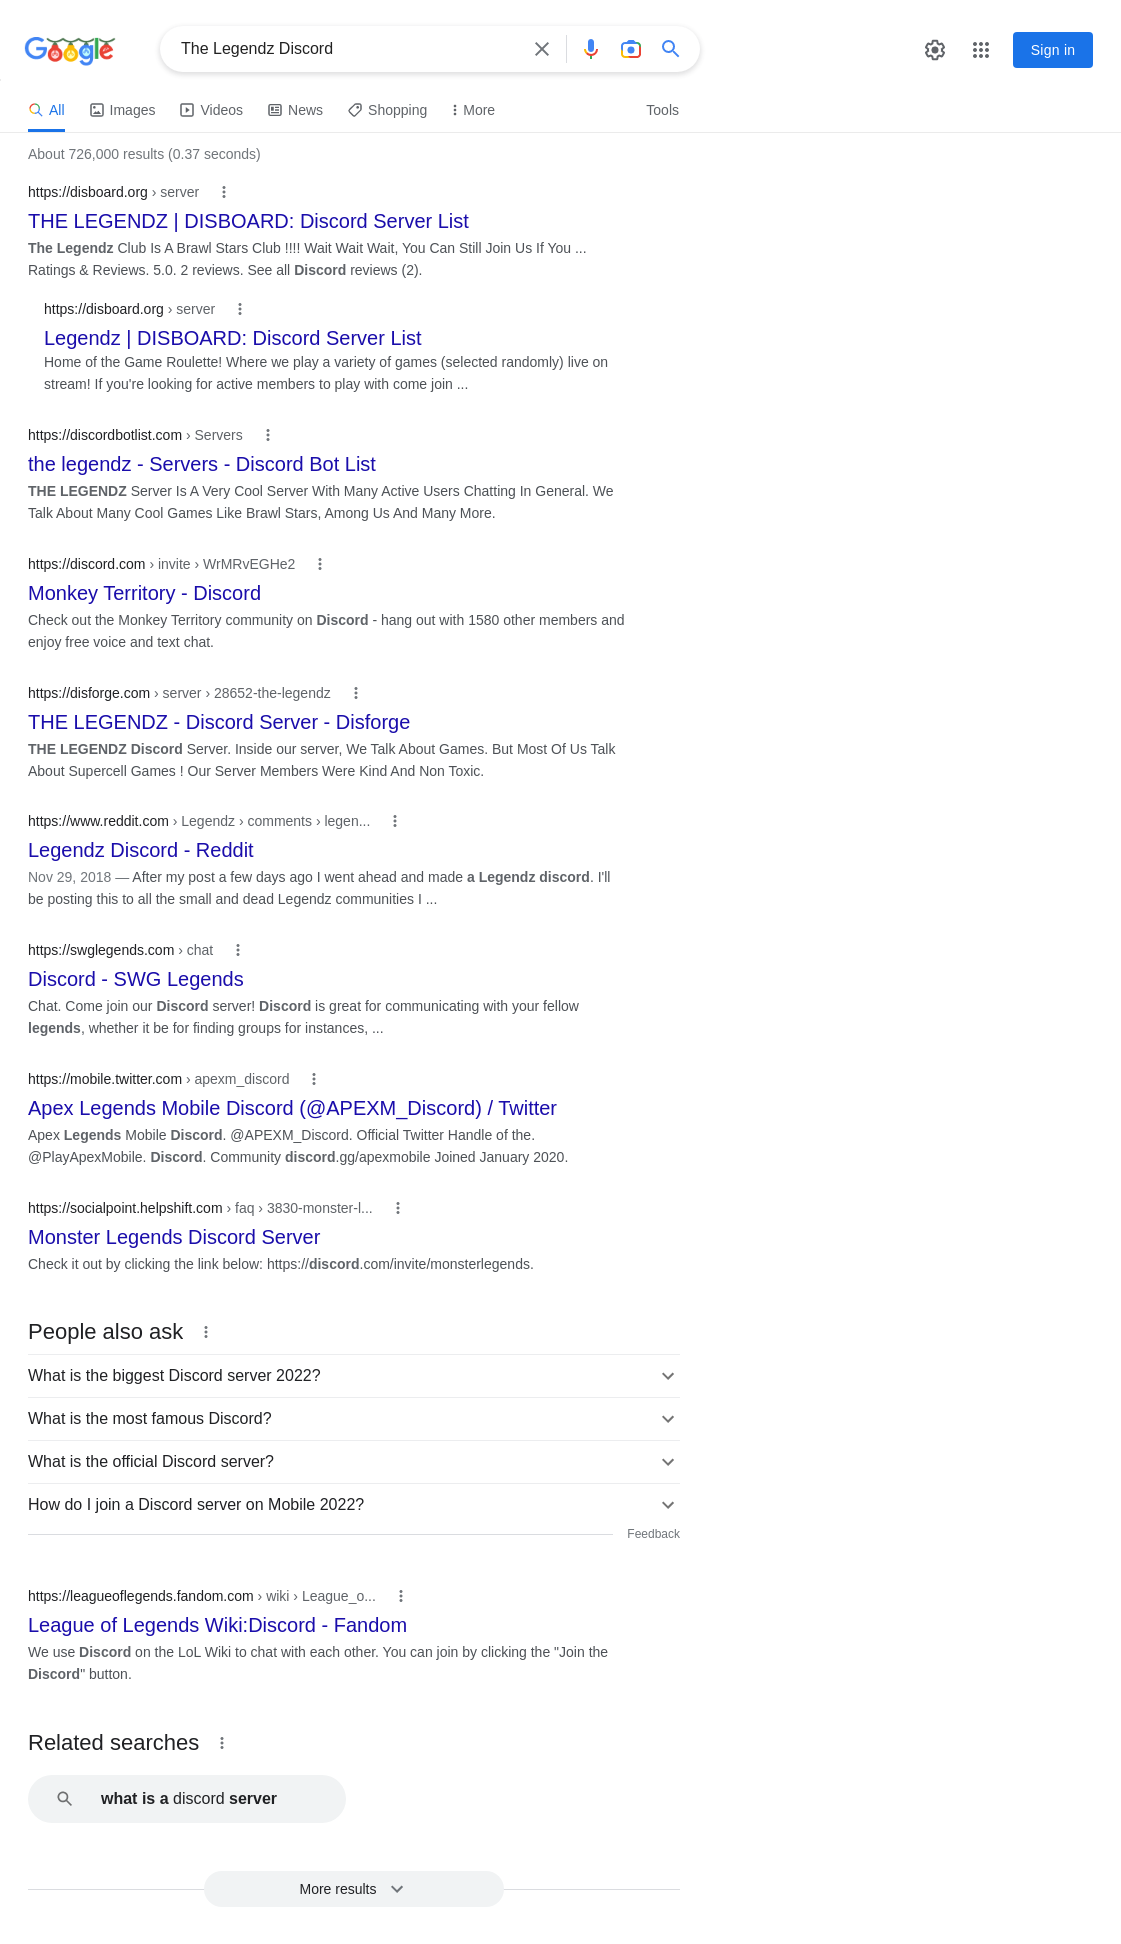 Google
The Legendz Discord
Sign in
All
Images
Videos
News
Shopping
More
Tools
About 726,000 results (0.37 seconds)
https://disboard.org › server
THE LEGENDZ | DISBOARD: Discord Server List
The Legendz Club Is A Brawl Stars Club !!!! Wait Wait Wait, You Can Still Join Us If You ...
Ratings & Reviews. 5.0. 2 reviews. See all Discord reviews (2).
https://disboard.org › server
Legendz | DISBOARD: Discord Server List
Home of the Game Roulette! Where we play a variety of games (selected randomly) live on
stream! If you're looking for active members to play with come join ...
https://discordbotlist.com › Servers
the legendz - Servers - Discord Bot List
THE LEGENDZ Server Is A Very Cool Server With Many Active Users Chatting In General. We
Talk About Many Cool Games Like Brawl Stars, Among Us And Many More.
https://discord.com › invite › WrMRvEGHe2
Monkey Territory - Discord
Check out the Monkey Territory community on Discord - hang out with 1580 other members and
enjoy free voice and text chat.
https://disforge.com › server › 28652-the-legendz
THE LEGENDZ - Discord Server - Disforge
THE LEGENDZ Discord Server. Inside our server, We Talk About Games. But Most Of Us Talk
About Supercell Games ! Our Server Members Were Kind And Non Toxic.
https://www.reddit.com › Legendz › comments › legen...
Legendz Discord - Reddit
Nov 29, 2018 — After my post a few days ago I went ahead and made a Legendz discord. I'll
be posting this to all the small and dead Legendz communities I ...
https://swglegends.com › chat
Discord - SWG Legends
Chat. Come join our Discord server! Discord is great for communicating with your fellow
legends, whether it be for finding groups for instances, ...
https://mobile.twitter.com › apexm_discord
Apex Legends Mobile Discord (@APEXM_Discord) / Twitter
Apex Legends Mobile Discord. @APEXM_Discord. Official Twitter Handle of the.
@PlayApexMobile. Discord. Community discord.gg/apexmobile Joined January 2020.
https://socialpoint.helpshift.com › faq › 3830-monster-l...
Monster Legends Discord Server
Check it out by clicking the link below: https://discord.com/invite/monsterlegends.
People also ask
What is the biggest Discord server 2022?
What is the most famous Discord?
What is the official Discord server?
How do I join a Discord server on Mobile 2022?
Feedback
https://leagueoflegends.fandom.com › wiki › League_o...
League of Legends Wiki:Discord - Fandom
We use Discord on the LoL Wiki to chat with each other. You can join by clicking the "Join the
Discord" button.
Related searches
what is a discord server
More results